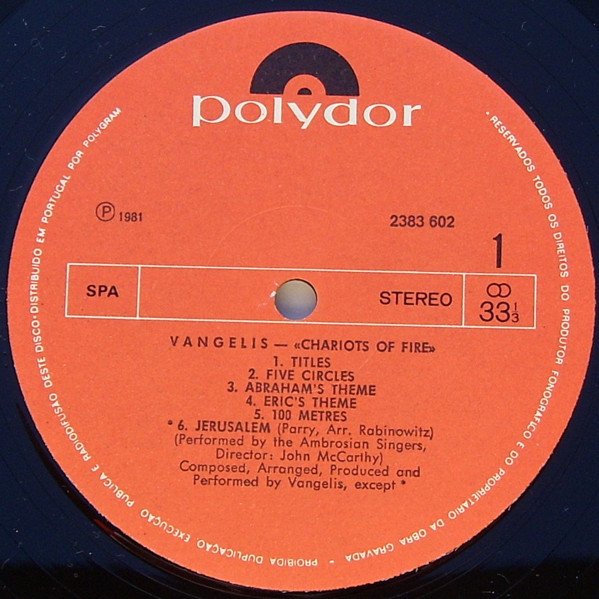 polydor
Ⓟ 1981
2383 602
1
SPA
STEREO
33 1/3
VANGELIS — «CHARIOTS OF FIRE»
1. TITLES
2. FIVE CIRCLES
3. ABRAHAM'S THEME
4. ERIC'S THEME
5. 100 METRES
* 6. JERUSALEM (Parry, Arr. Rabinowitz)
(Performed by the Ambrosian Singers,
Director: John McCarthy)
Composed, Arranged, Produced and
Performed by Vangelis, except *
• RESERVADOS TODOS OS DIREITOS DO PRODUTOR FONOGRÁFICO E DO PROPRIETÁRIO DA OBRA GRAVADA - PROIBIDA DUPLICAÇÃO EXECUÇÃO PÚBLICA E RADIODIFUSÃO DESTE DISCO • DISTRIBUIDO EM PORTUGAL POR POLYGRAM